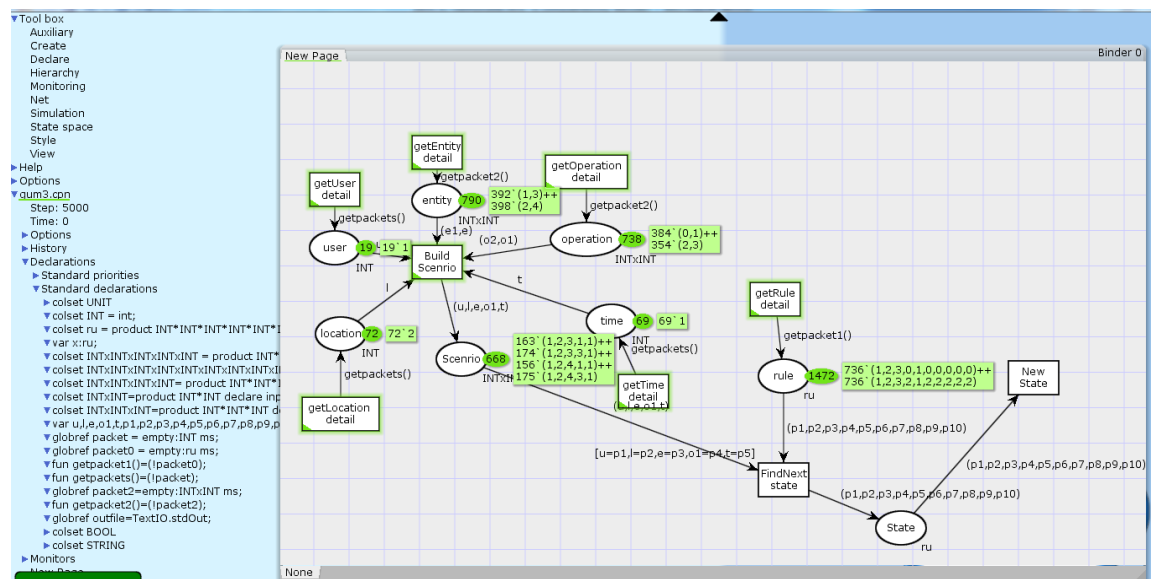 Tool box
Auxiliary
Create
Declare
Hierarchy
Monitoring
Net
Simulation
State space
Style
View
Help
Options
gum3.cpn
Step: 5000
Time: 0
Options
History
Declarations
Standard priorities
Standard declarations
colset UNIT
colset INT = int;
colset ru = product INT*INT*INT*INT*INT*I
var x:ru;
colset INTxINTxINTxINTxINT = product INT*
colset INTxINTxINTxINTxINTxINTxINTxINTxINT
colset INTxINTxINTxINT= product INT*INT*I
colset INTxINT=product INT*INT declare inp
colset INTxINTxINT=product INT*INT*INT d
var u,l,e,o1,t,p1,p2,p3,p4,p5,p6,p7,p8,p9,p
globref packet = empty:INT ms;
globref packet0 = empty:ru ms;
fun getpacket1()=(!packet0);
fun getpackets()=(!packet);
globref packet2=empty:INTxINT ms;
fun getpacket2()=(!packet2);
globref outfile=TextIO.stdOut;
colset BOOL
colset STRING
Monitors
New Page
Binder 0
New Page
getEntity
detail
getOperation
detail
getUser
detail
getpacket2()
getpacket2()
getpackets()
entity
790
392`(1,3)++
398`(2,4)
INTxINT
(e1,e)
(o2,o1)
operation
738
384`(0,1)++
354`(2,3)
INTxINT
user
19
19`1
INT
Build
Scenrio
l
t
(u,l,e,o1,t)
getRule
detail
getpacket1()
location
72
72`2
INT
getpackets()
getLocation
detail
time
69
69`1
INT
getpackets()
getTime
detail
Scenrio
668
163`(1,2,3,1,1)++
174`(1,2,3,3,1)++
156`(1,2,4,1,1)++
175`(1,2,4,3,1)
rule
1472
736`(1,2,3,0,1,0,0,0,0,0)++
736`(1,2,3,2,1,2,2,2,2,2)
ru
New
State
(p1,p2,p3,p4,p5,p6,p7,p8,p9,p10)
[u=p1,l=p2,e=p3,o1=p4,t=p5]
FindNext
state
(p1,p2,p3,p4,p5,p6,p7,p8,p9,p10)
(p1,p2,p3,p4,p5,p6,p7,p8,p9,p10)
State
ru
None